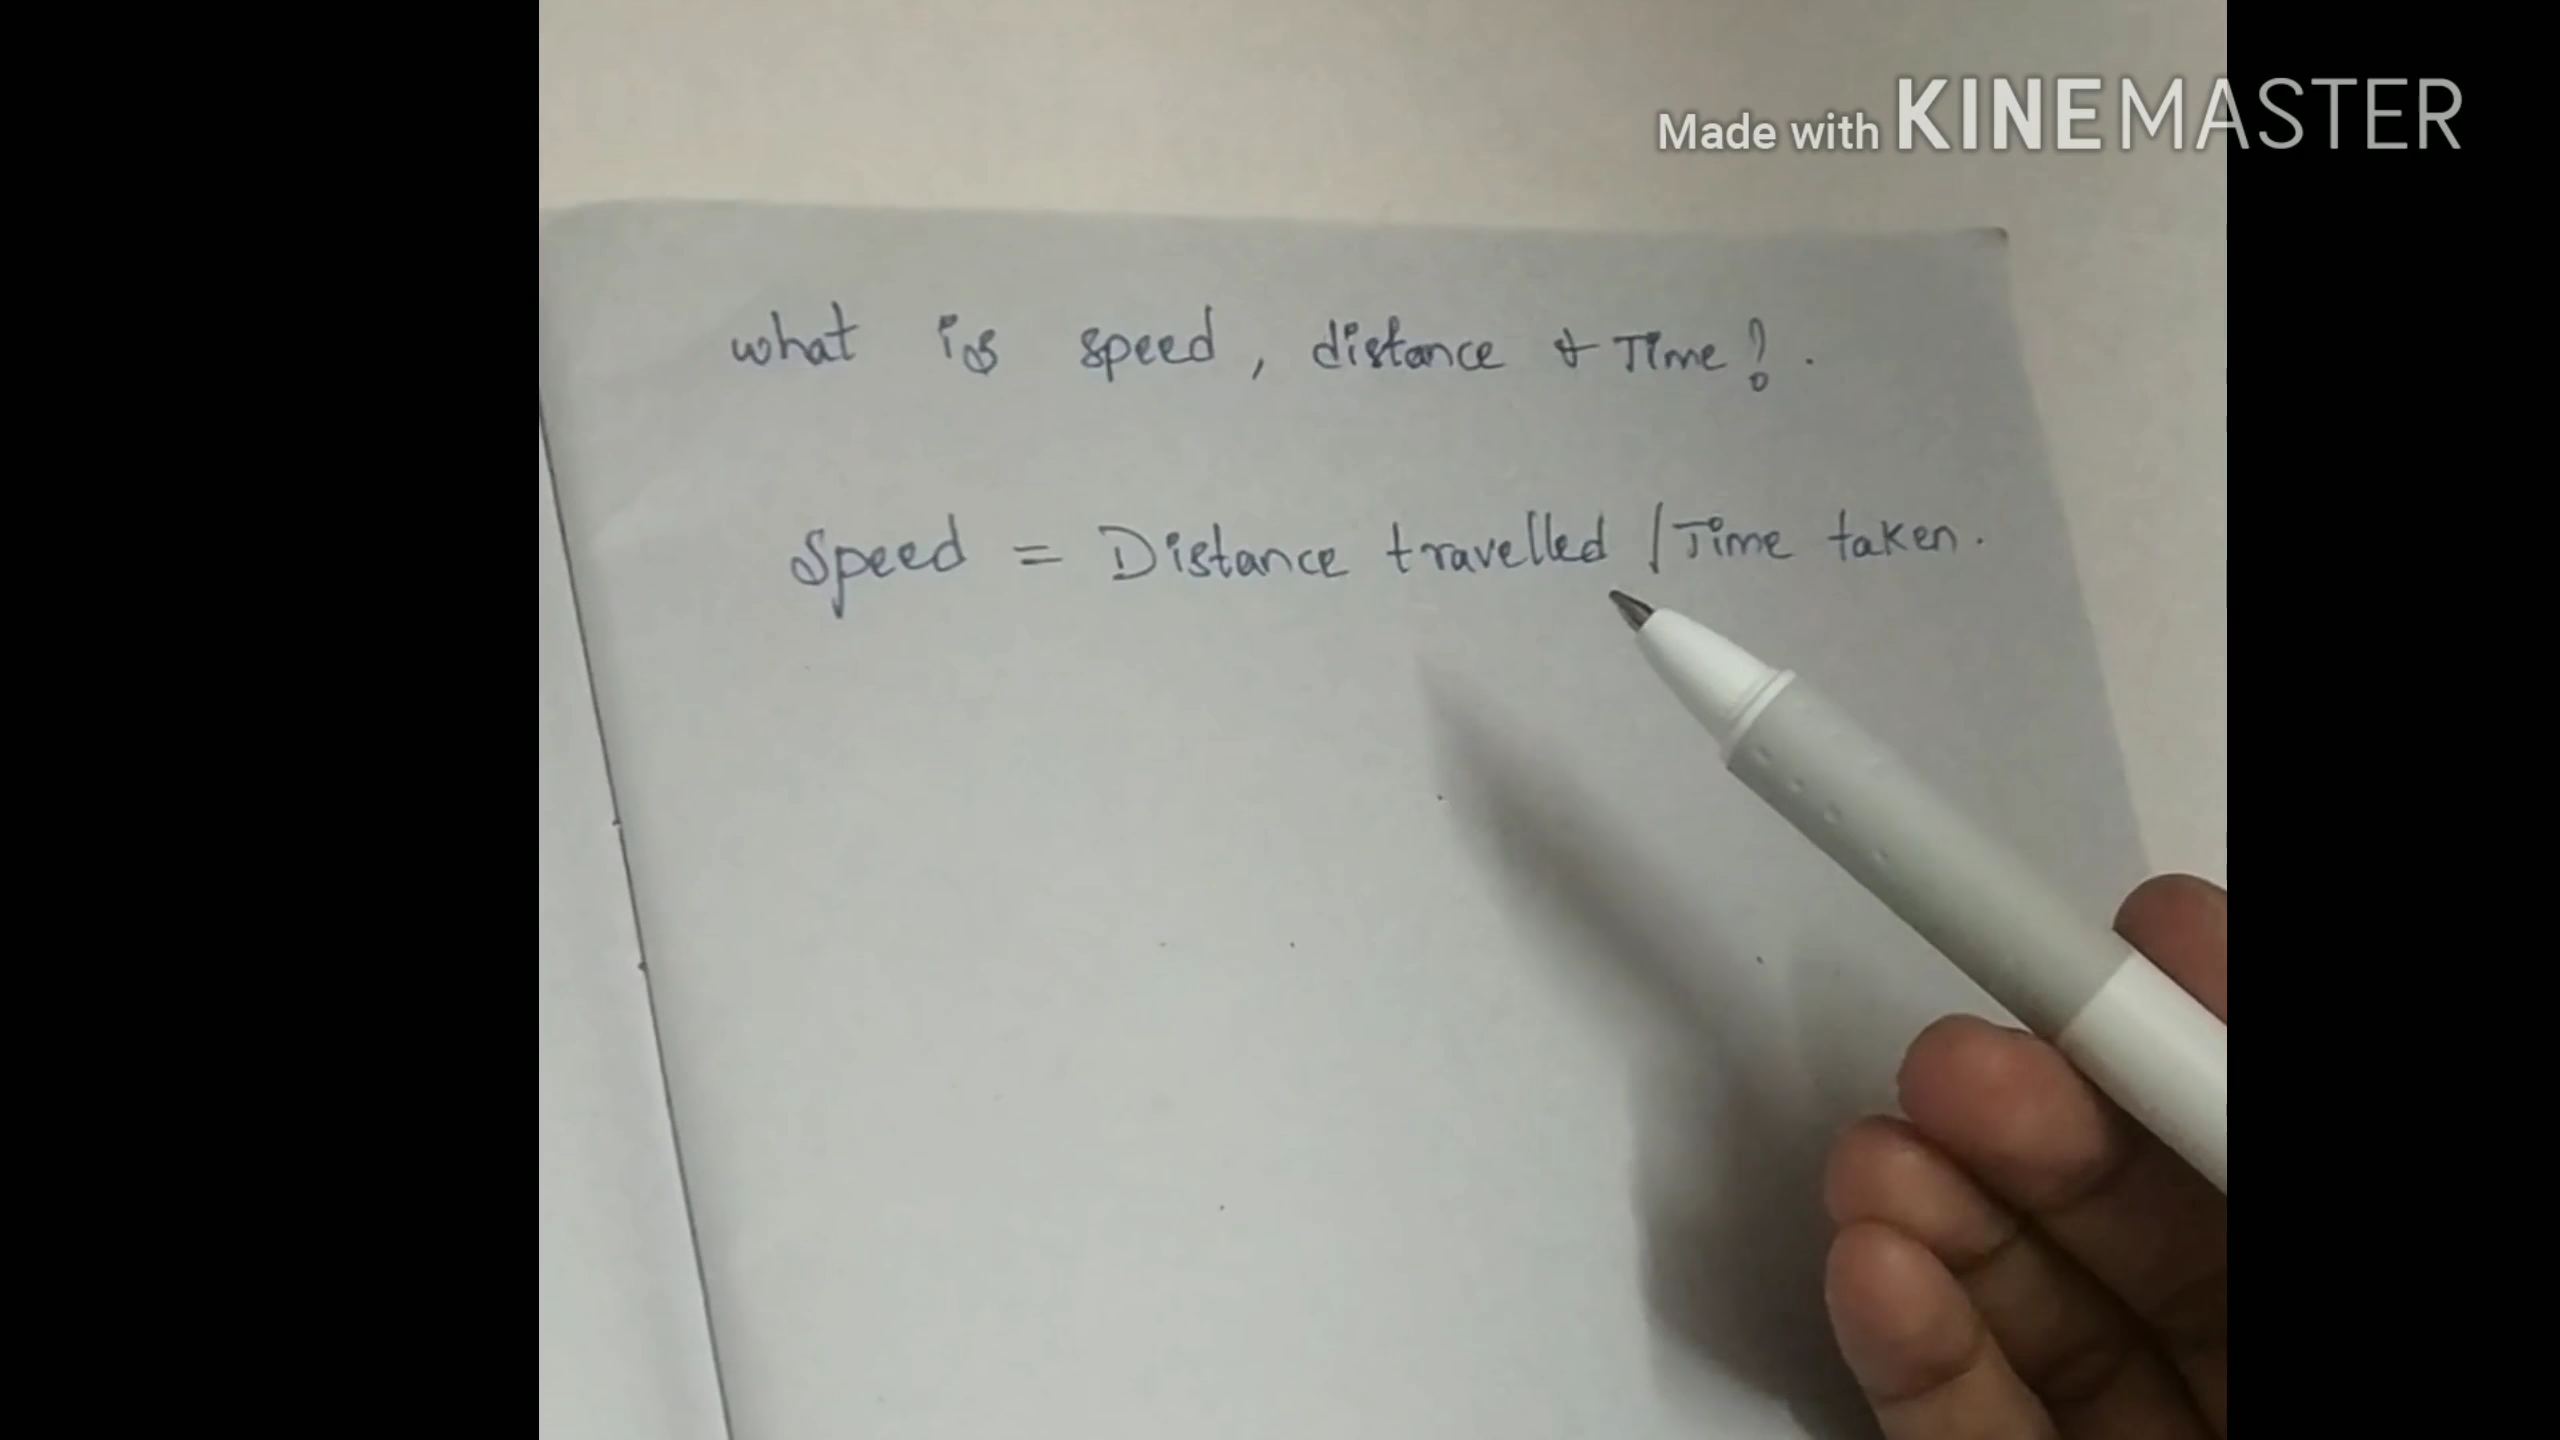 Made with KINEMASTER
what is speed, distance & Time?.
Speed = Distance travelled /Time taken.